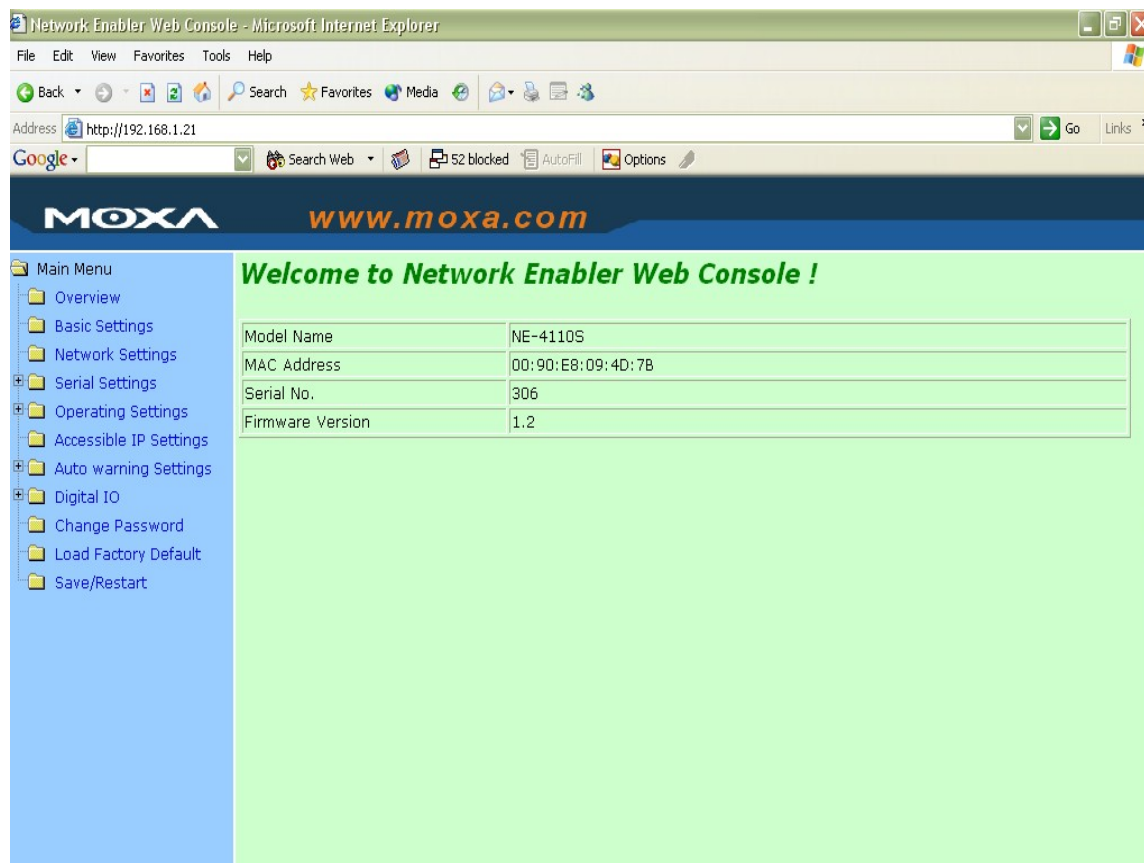 Network Enabler Web Console - Microsoft Internet Explorer
File Edit View Favorites Tools Help
Back Search Favorites Media
Address http://192.168.1.21 Go Links
Google Search Web 52 blocked AutoFill Options
MOXA www.moxa.com
Main Menu
Overview
Basic Settings
Network Settings
Serial Settings
Operating Settings
Accessible IP Settings
Auto warning Settings
Digital IO
Change Password
Load Factory Default
Save/Restart
Welcome to Network Enabler Web Console !
Model Name NE-4110S
MAC Address 00:90:E8:09:4D:7B
Serial No. 306
Firmware Version 1.2